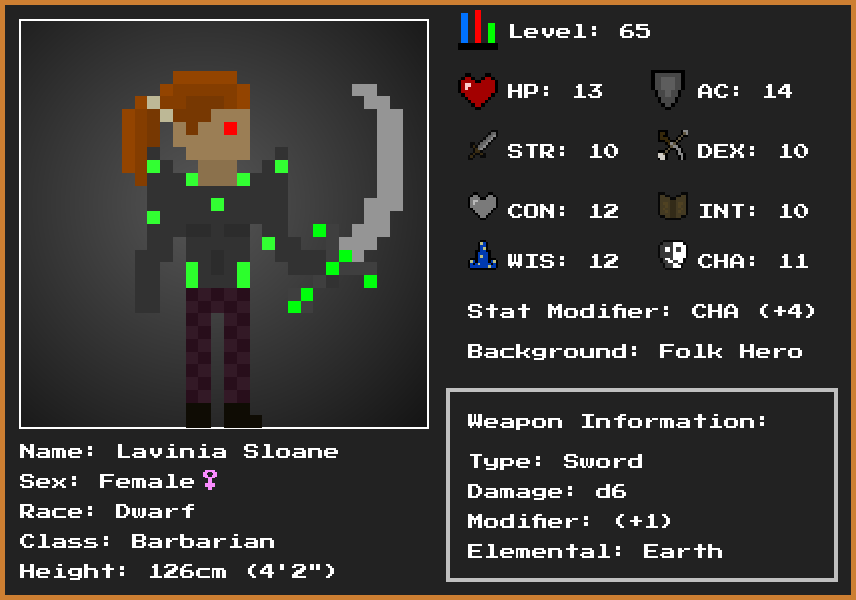 Level: 65
HP: 13
AC: 14
STR: 10
DEX: 10
CON: 12
INT: 10
WIS: 12
CHA: 11
Stat Modifier: CHA (+4)
Background: Folk Hero
Weapon Information:
Type: Sword
Damage: d6
Modifier: (+1)
Elemental: Earth
Name: Lavinia Sloane
Sex: Female♀
Race: Dwarf
Class: Barbarian
Height: 126cm (4'2")